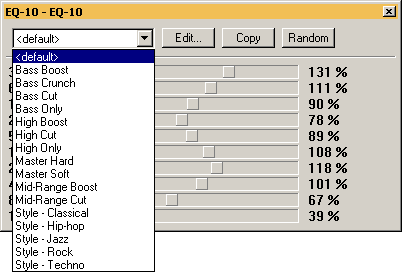 EQ-10 - EQ-10
<default> Edit... Copy Random
<default>
Bass Boost
Bass Crunch
Bass Cut
Bass Only
High Boost
High Cut
High Only
Master Hard
Master Soft
Mid-Range Boost
Mid-Range Cut
Style - Classical
Style - Hip-hop
Style - Jazz
Style - Rock
Style - Techno
131 %
111 %
90 %
78 %
89 %
108 %
118 %
101 %
67 %
39 %